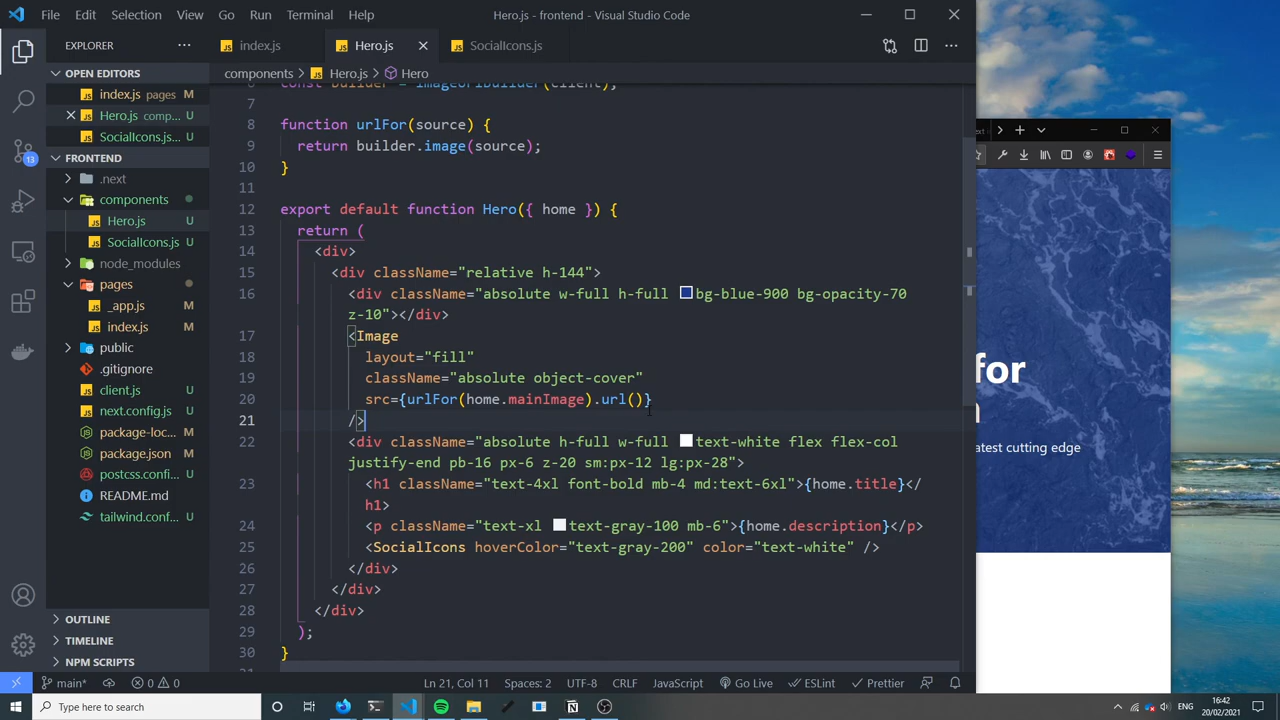 File Edit Selection View Go Run Terminal Help Hero.js - frontend - Visual Studio Code
EXPLORER
index.js
Hero.js
SocialIcons.js
OPEN EDITORS
index.js pages M
Hero.js comp... U
SocialIcons.js... U
FRONTEND
.next
components
Hero.js U
SocialIcons.js U
node_modules
pages
_app.js M
index.js M
public
.gitignore
client.js U
next.config.js U
package-loc... M
package.json M
postcss.confi... U
README.md
tailwind.conf... U
OUTLINE
TIMELINE
NPM SCRIPTS
13
components Hero.js Hero
7
8 function urlFor(source) {
9 return builder.image(source);
10 }
11
12 export default function Hero({ home }) {
13 return (
14 <div>
15 <div className="relative h-144">
16 <div className="absolute w-full h-full bg-blue-900 bg-opacity-70
z-10"></div>
17 <Image
18 layout="fill"
19 className="absolute object-cover"
20 src={urlFor(home.mainImage).url()}
21 />
22 <div className="absolute h-full w-full text-white flex flex-col
justify-end pb-16 px-6 z-20 sm:px-12 lg:px-28">
23 <h1 className="text-4xl font-bold mb-4 md:text-6xl">{home.title}</
h1>
24 <p className="text-xl text-gray-100 mb-6">{home.description}</p>
25 <SocialIcons hoverColor="text-gray-200" color="text-white" />
26 </div>
27 </div>
28 </div>
29 );
30 }
for
atest cutting edge
main* 0 0 Ln 21, Col 11 Spaces: 2 UTF-8 CRLF JavaScript Go Live ESLint Prettier
Type here to search
16:42
20/02/2021